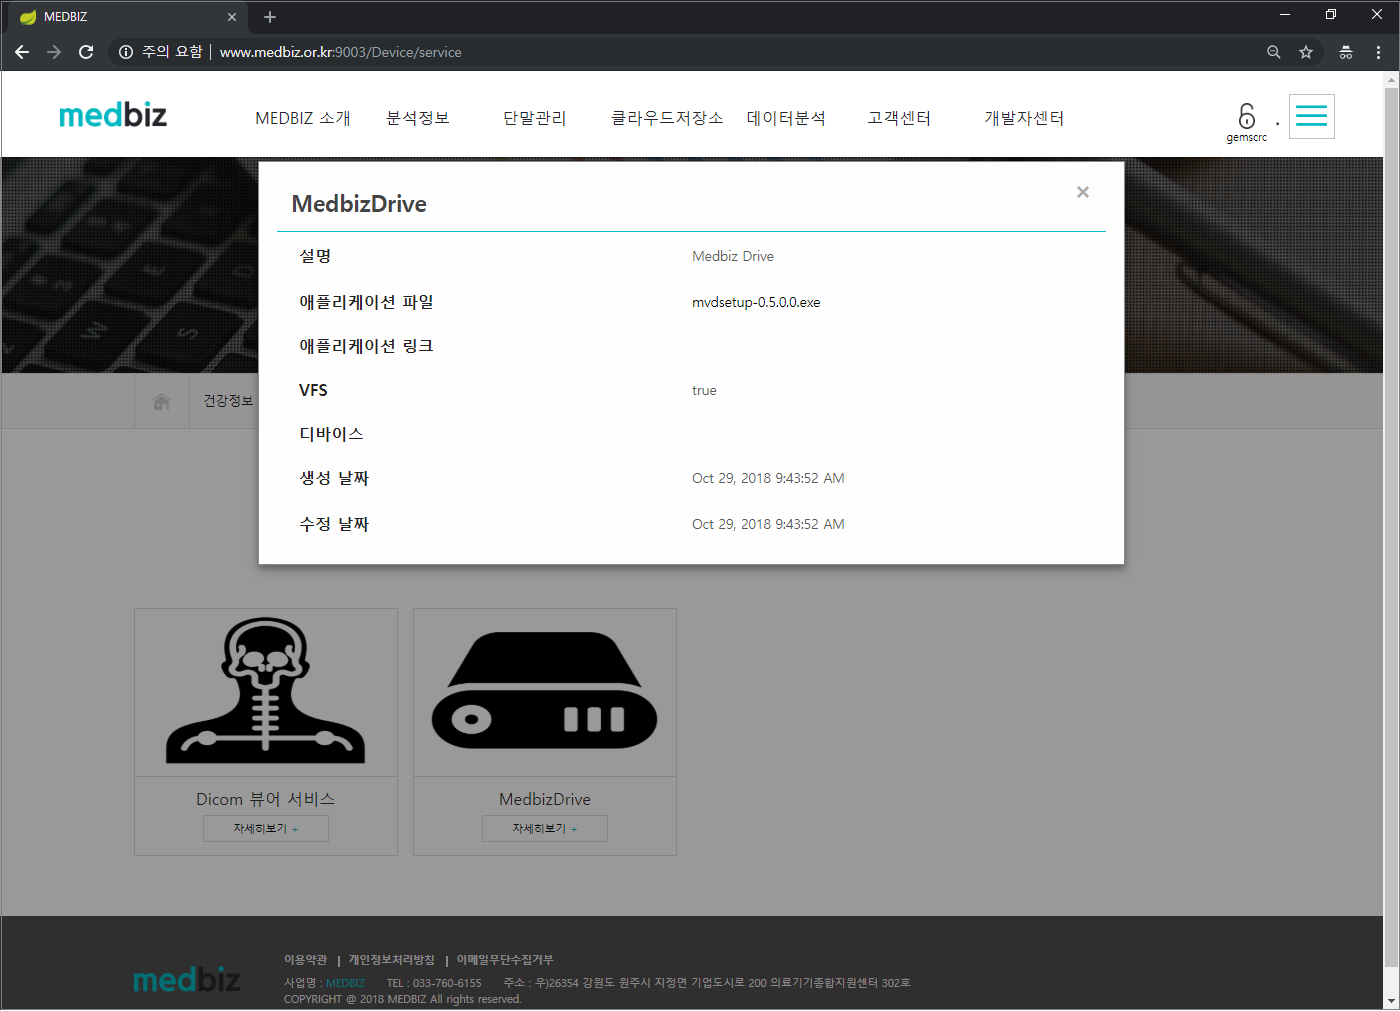 MEDBIZ
주의 요함 | www.medbiz.or.kr:9003/Device/service
medbiz
MEDBIZ 소개 분석정보 단말관리 클라우드저장소 데이터분석 고객센터 개발자센터
gemscrc
MedbizDrive
설명 Medbiz Drive
애플리케이션 파일 mvdsetup-0.5.0.0.exe
애플리케이션 링크
VFS true
디바이스
생성 날짜 Oct 29, 2018 9:43:52 AM
수정 날짜 Oct 29, 2018 9:43:52 AM
건강정보
W E D S
Dicom 뷰어 서비스
자세히보기 +
MedbizDrive
자세히보기 +
medbiz
이용약관 | 개인정보처리방침 | 이메일무단수집거부
사업명 : MEDBIZ TEL : 033-760-6155 주소 : 우)26354 강원도 원주시 지정면 기업도시로 200 의료기기종합지원센터 302호
COPYRIGHT @ 2018 MEDBIZ All rights reserved.